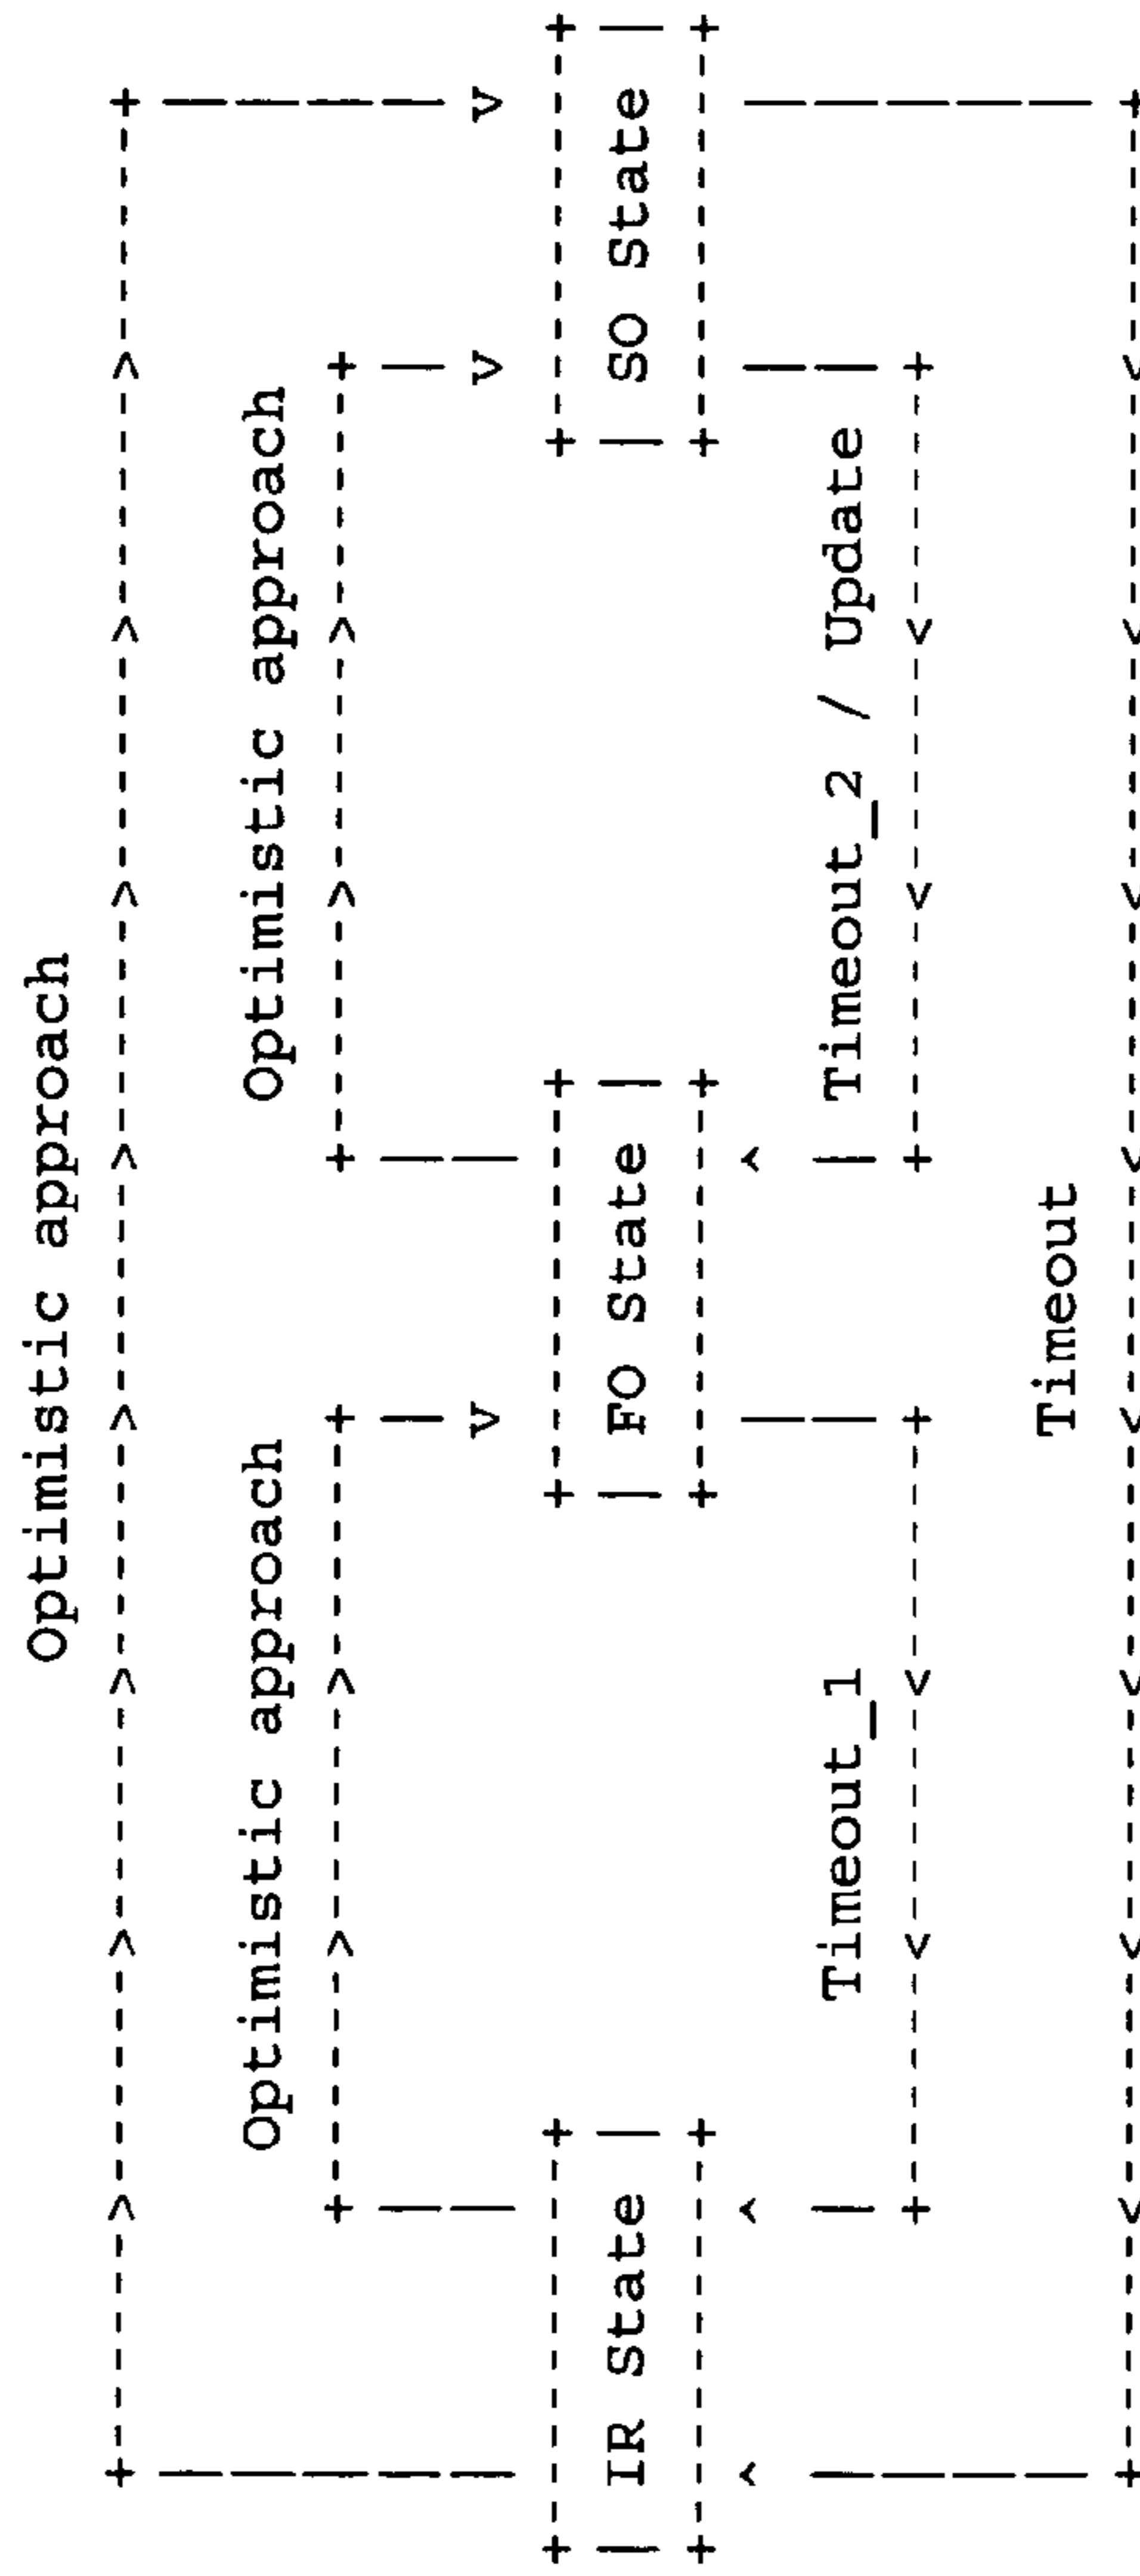 Optimistic approach
+------>------>------>------>------>------>------>------>------+
|                                                              |
|        Optimistic approach          Optimistic approach      |
|      +------>------>------+      +------>------>------+      |
|      |                    |      |                    |      |
|      |                    v      |                    v      v
+----------+                +----------+                +----------+
| IR State |                | FO State |                | SO State |
+----------+                +----------+                +----------+
^      ^                    |      ^                    |      |
|      |     Timeout_1      |      | Timeout_2 / Update |      |
|      +------<------<------+      +------<------<------+      |
|                                                              |
|                           Timeout                            |
+------<------<------<------<------<------<------<------<------+